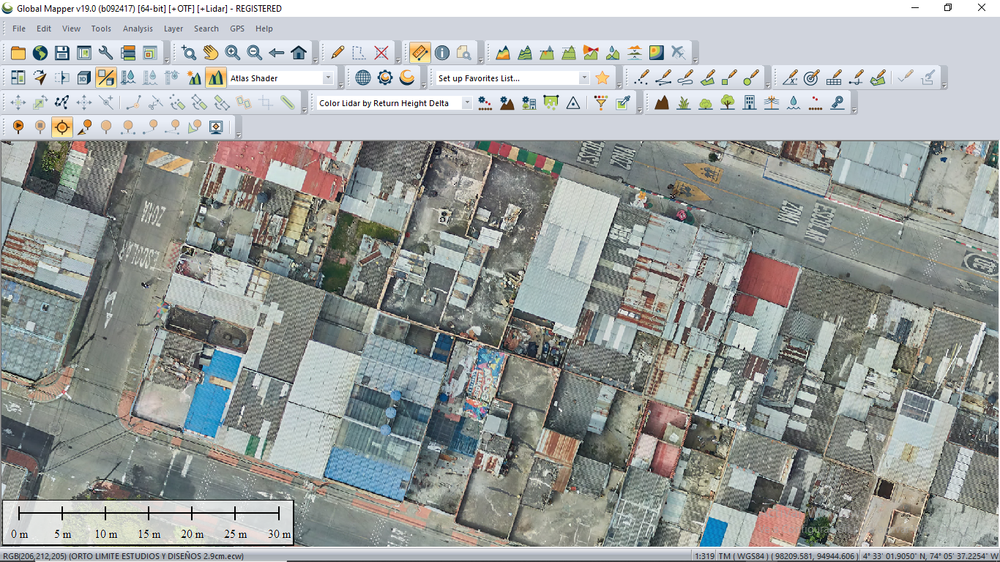 Global Mapper v19.0 (b092417) [64-bit] [+OTF] [+Lidar] - REGISTERED
File Edit View Tools Analysis Layer Search GPS Help
Atlas Shader
Set up Favorites List...
Color Lidar by Return Height Delta
ESCOLAR
ZONA
ZONA
ESCOLAR
ZONA
ESCOLAR
30
0 m 5 m 10 m 15 m 20 m 25 m 30 m
RGB(206,212,205) (ORTO LIMITE ESTUDIOS Y DISEÑOS 2.9cm.ecw)
1:319 TM ( WGS84 ) ( 98209.581, 94944.606 ) 4° 33' 01.9050" N, 74° 05' 37.2254" W